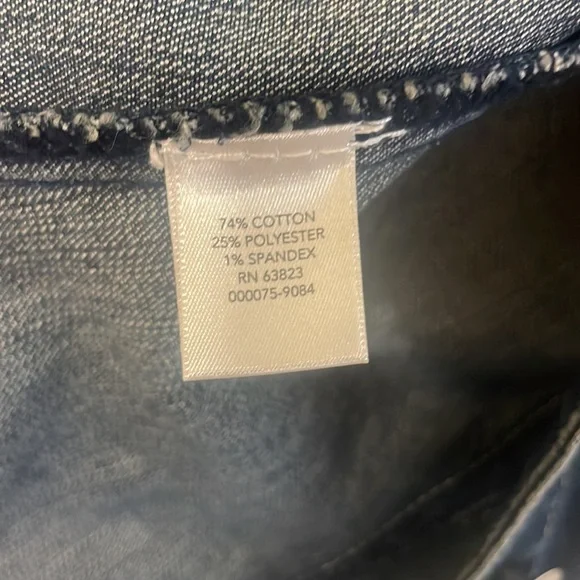 74% COTTON
25% POLYESTER
1% SPANDEX
RN 63823
000075-9084